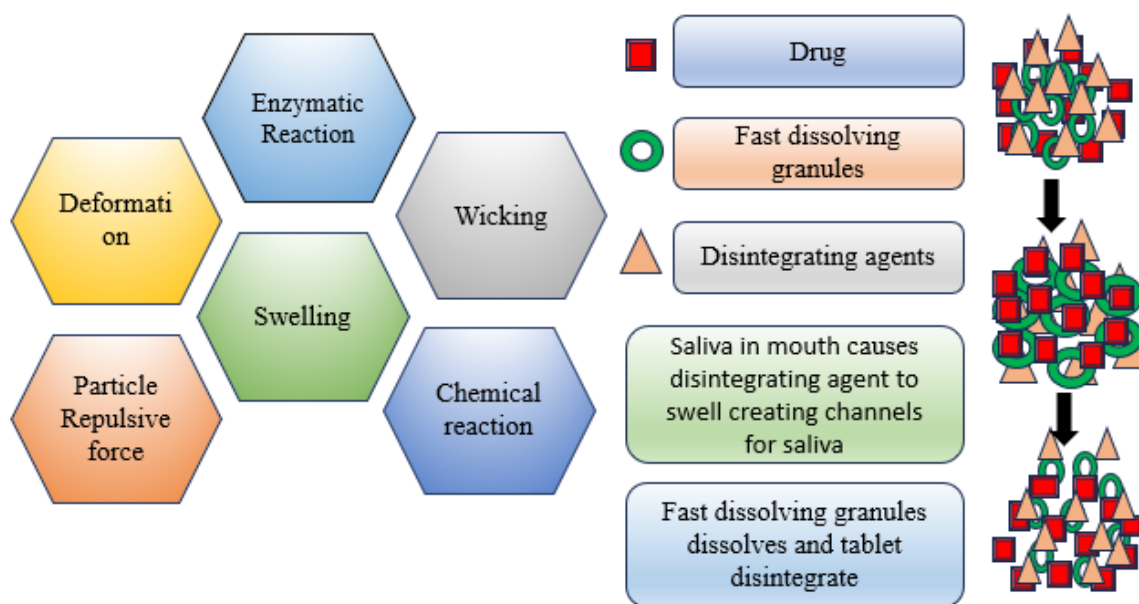 Enzymatic
Reaction
Deformati
on
Wicking
Swelling
Particle
Repulsive
force
Chemical
reaction
Drug
Fast dissolving
granules
Disintegrating agents
Saliva in mouth causes
disintegrating agent to
swell creating channels
for saliva
Fast dissolving granules
dissolves and tablet
disintegrate